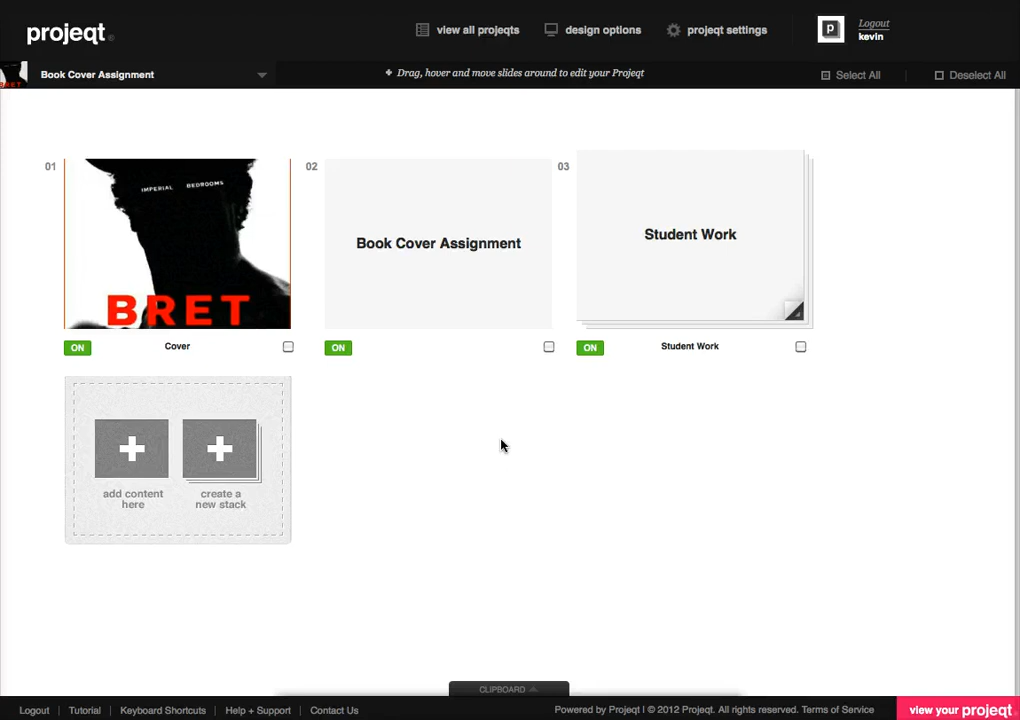 projeqt
view all projeqts
design options
projeqt settings
p
Logout
kevin
BRET
Book Cover Assignment
Drag, hover and move slides around to edit your Projeqt
Select All
Deselect All
01
IMPERIAL BEDROOMS
BRET
ON
Cover
02
Book Cover Assignment
ON
03
Student Work
ON
Student Work
add content
here
create a
new stack
CLIPBOARD
Logout | Tutorial | Keyboard Shortcuts | Help + Support | Contact Us
Powered by Projeqt | © 2012 Projeqt. All rights reserved. Terms of Service
view your projeqt